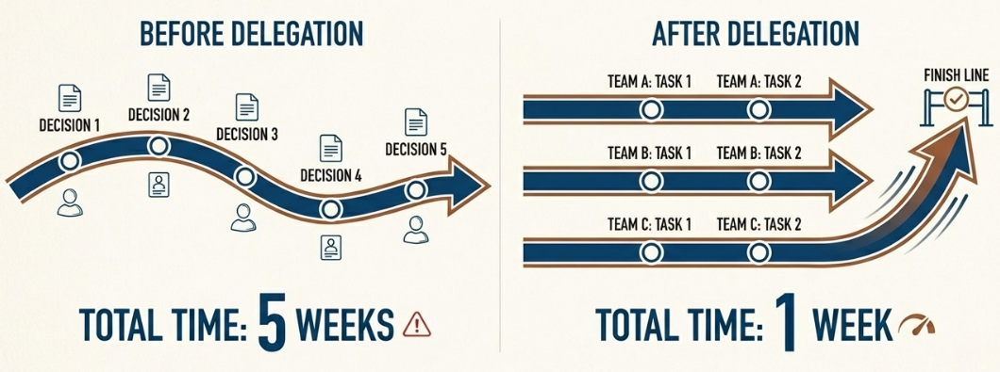 BEFORE DELEGATION
DECISION 1
DECISION 2
DECISION 3
DECISION 4
DECISION 5
TOTAL TIME: 5 WEEKS
AFTER DELEGATION
TEAM A: TASK 1
TEAM A: TASK 2
FINISH LINE
TEAM B: TASK 1
TEAM B: TASK 2
TEAM C: TASK 1
TEAM C: TASK 2
TOTAL TIME: 1 WEEK